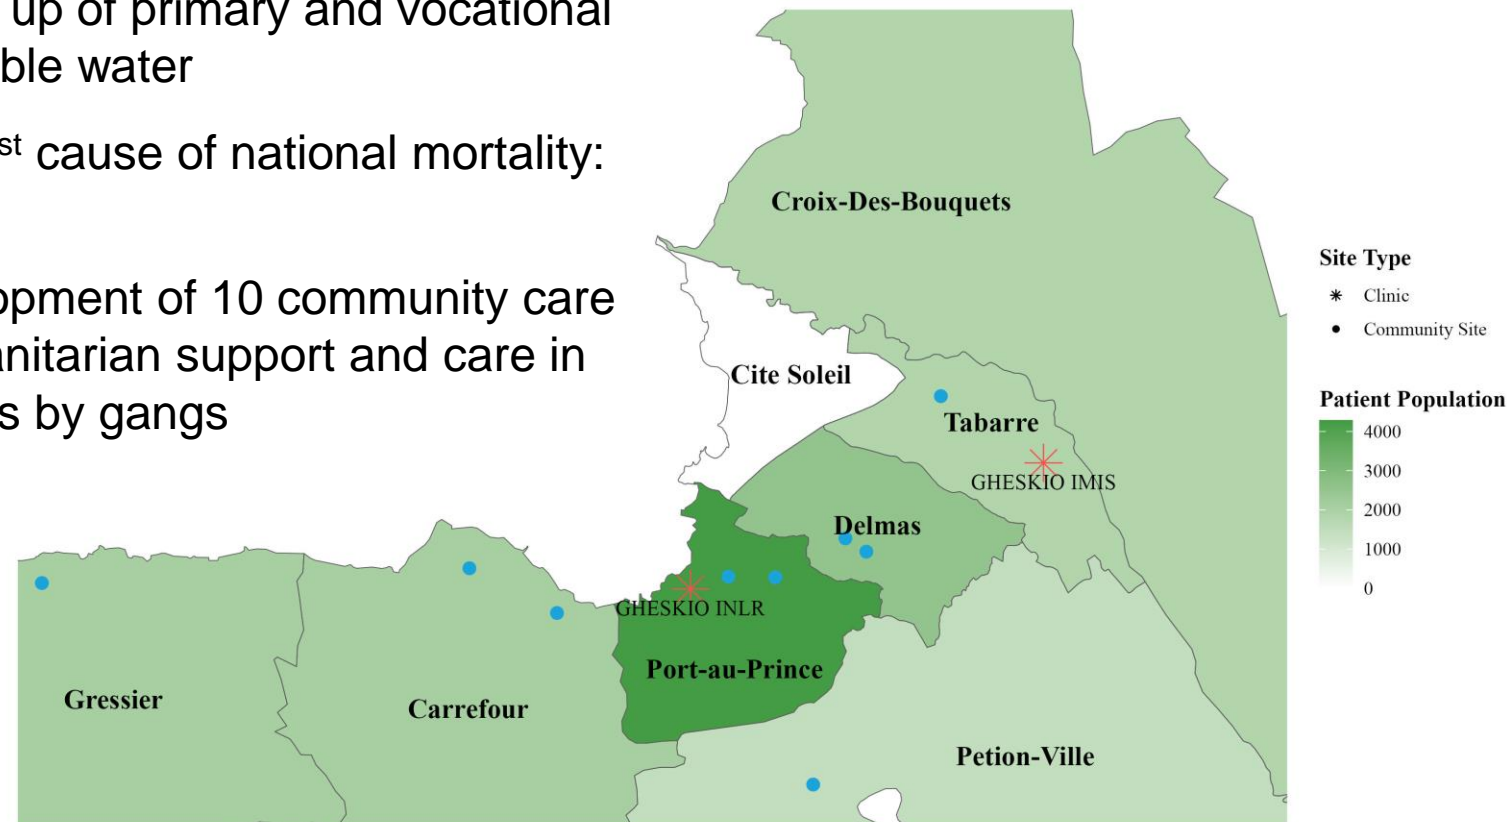 up of primary and vocational
ble water
st cause of national mortality:
opment of 10 community care
anitarian support and care in
s by gangs
Croix-Des-Bouquets
Cite Soleil
Tabarre
GHESKIO IMIS
Delmas
GHESKIO INLR
Port-au-Prince
Gressier
Carrefour
Petion-Ville
Site Type
Clinic
Community Site
Patient Population
4000
3000
2000
1000
0